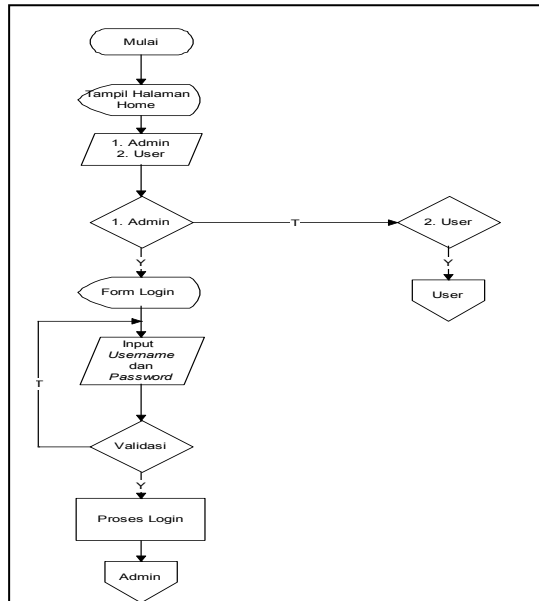 Mulai
Tampil Halaman
Home
1. Admin
2. User
1. Admin
T
2. User
Y
Y
Form Login
User
Input
Username
dan
Password
T
Validasi
Y
Proses Login
Admin